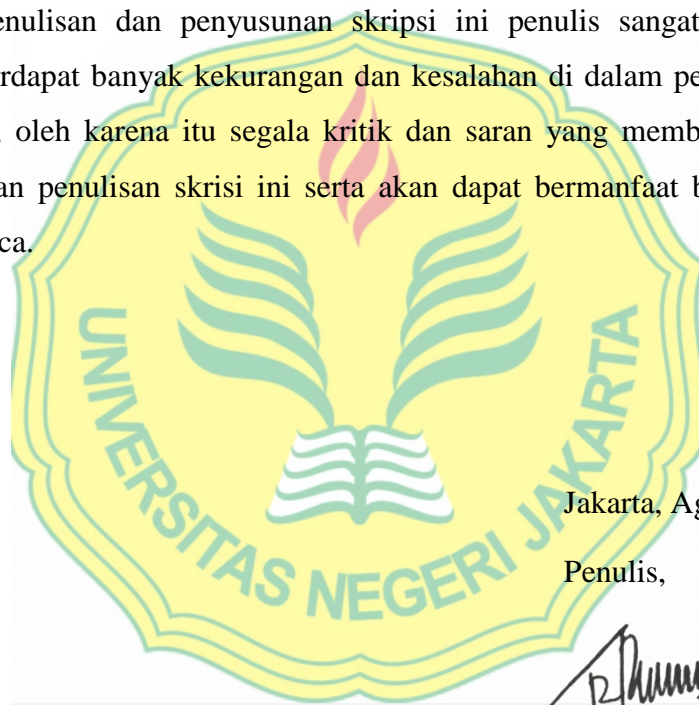 enulisan dan penyusunan skripsi ini penulis sangat
rdapat banyak kekurangan dan kesalahan di dalam pe
oleh karena itu segala kritik dan saran yang memb
an penulisan skrisi ini serta akan dapat bermanfaat b
ca.
UNIVERSITAS NEGERI JAKARTA
Jakarta, Ag
Penulis,